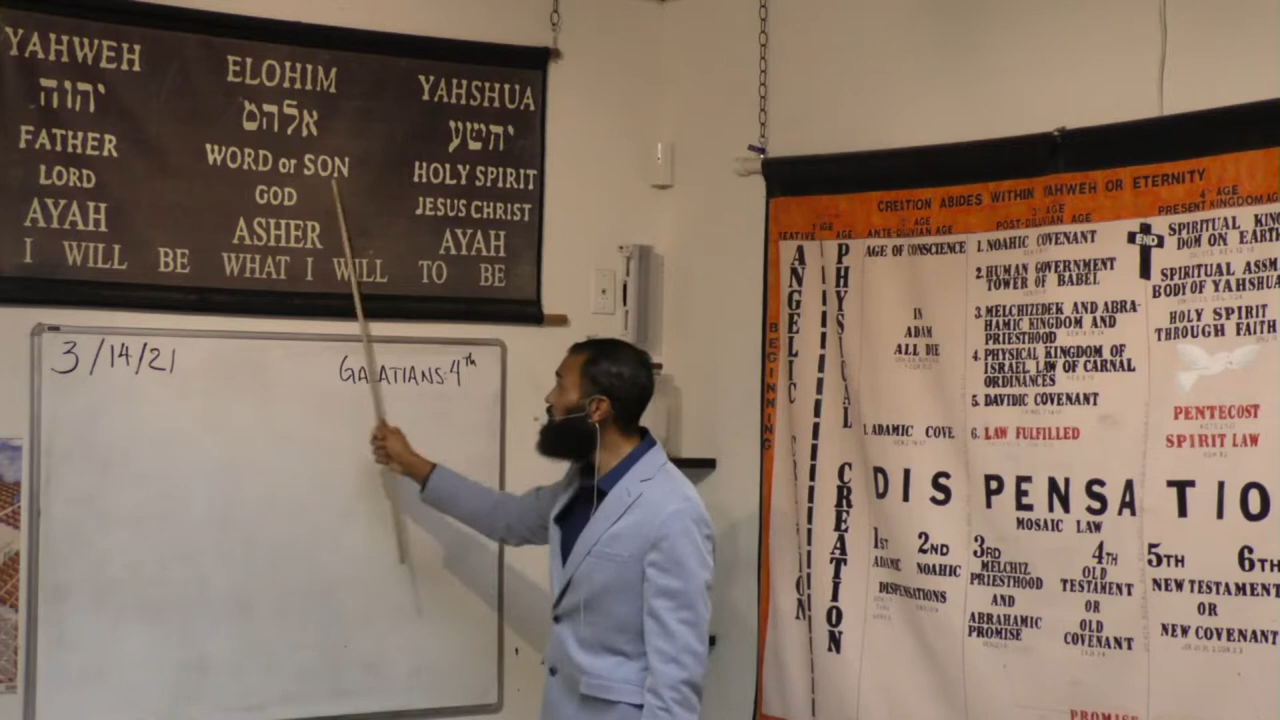 YAHWEH
יהוה
FATHER
LORD
AYAH
ELOHIM
אלהם
WORD or SON
GOD
ASHER
YAHSHUA
יהשע
HOLY SPIRIT
JESUS CHRIST
AYAH
I WILL BE WHAT I WILL TO BE
3/14/21
GALATIANS:4th
CREATION ABIDES WITHIN YAHWEH OR ETERNITY
AGE
ANTE-DILUVIAN AGE
3rd AGE
POST-DILUVIAN AGE
4th AGE
PRESENT KINGDOM AG
BEGINNING
ANGELIC
PHYSICAL CREATION
AGE OF CONSCIENCE
IN
ADAM
ALL DIE
1. ADAMIC COVE.
1. NOAHIC COVENANT
2. HUMAN GOVERNMENT
TOWER OF BABEL
3. MELCHIZEDEK AND ABRA-
HAMIC KINGDOM AND
PRIESTHOOD
4. PHYSICAL KINGDOM OF
ISRAEL LAW OF CARNAL
ORDINANCES
5. DAVIDIC COVENANT
6. LAW FULFILLED
END
SPIRITUAL KING
DOM ON EARTH
SPIRITUAL ASSM
BODY OF YAHSHUA
HOLY SPIRIT
THROUGH FAITH
PENTECOST
SPIRIT LAW
DISPENSATIO
MOSAIC LAW
1ST 2ND
ADAMIC NOAHIC
DISPENSATIONS
3RD
MELCHIZ
PRIESTHOOD
AND
ABRAHAMIC
PROMISE
4TH
OLD
TESTAMENT
OR
OLD
COVENANT
5TH 6TH
NEW TESTAMENT
OR
NEW COVENANT
PROMISE